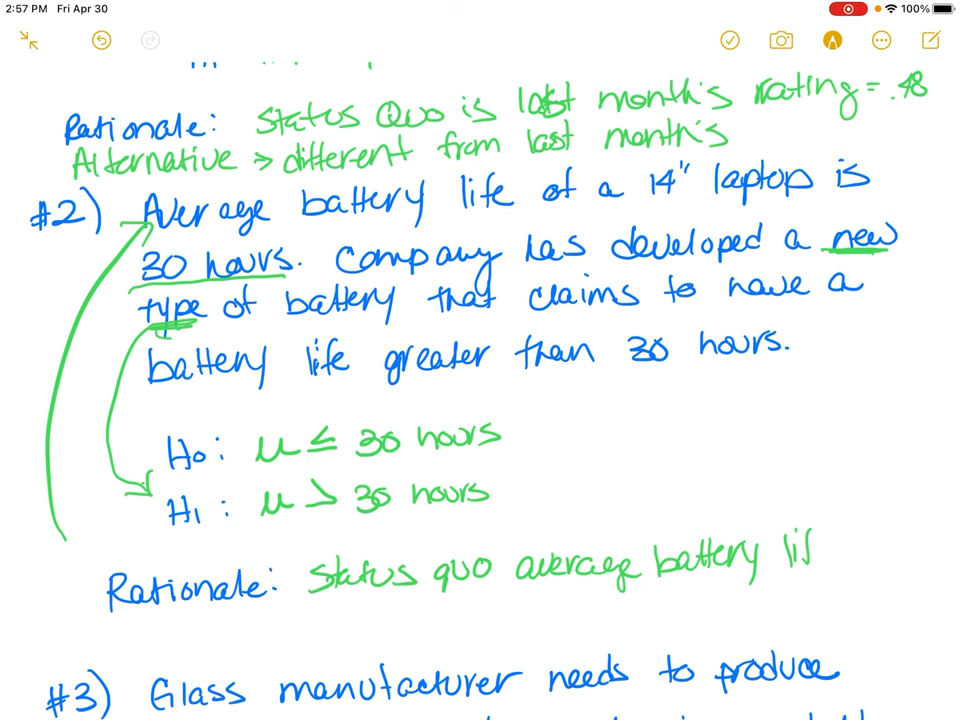 2:57 PM Fri Apr 30
100%
Rationale: Status Quo is last month's rating = .48
Alternative => different from last month's
#2) Average battery life of a 14" laptop is
30 hours. Company has developed a new
type of battery that claims to have a
battery life greater than 30 hours.
H0: μ ≤ 30 hours
H1: μ > 30 hours
Rationale: Status quo average battery lif
#3) Glass manufacturer needs to produce